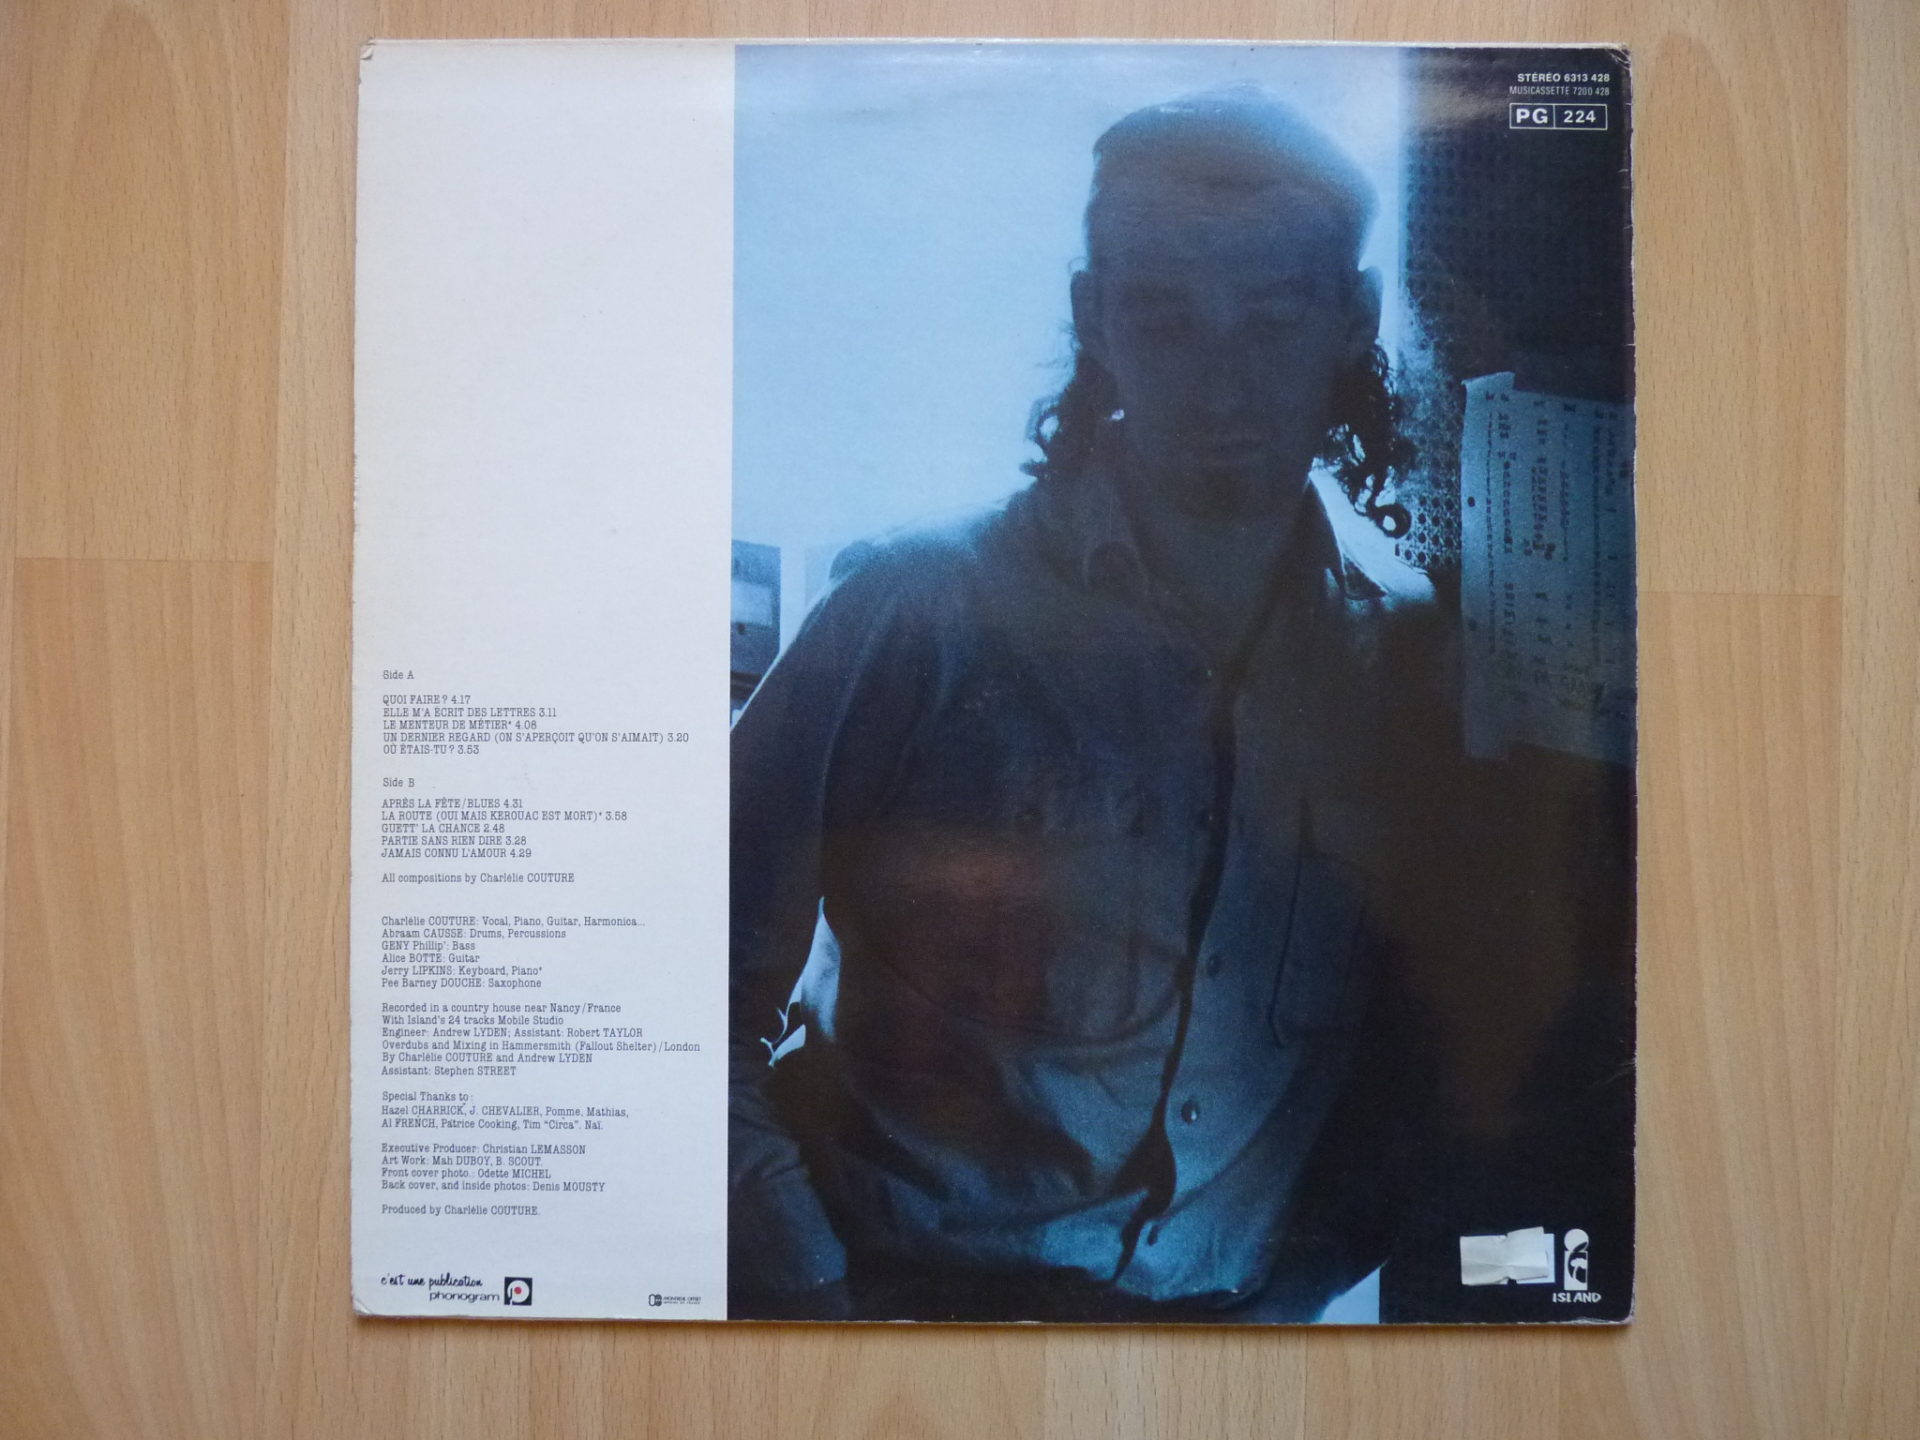 STÉRÉO 6313 428
MUSICASSETTE 7200 428
PG 224
Side A
QUOI FAIRE ? 4.17
ELLE M'A ÉCRIT DES LETTRES 3.11
LE MENTEUR DE MÉTIER* 4.08
UN DERNIER REGARD (ON S'APERÇOIT QU'ON S'AIMAIT) 3.20
OÙ ÉTAIS-TU ? 3.53
Side B
APRÈS LA FÊTE / BLUES 4.31
LA ROUTE (OUI MAIS KEROUAC EST MORT)* 3.58
GUETT' LA CHANCE 2.48
PARTIE SANS RIEN DIRE 3.28
JAMAIS CONNU L'AMOUR 4.29
All compositions by Charlélie COUTURE
Charlélie COUTURE: Vocal, Piano, Guitar, Harmonica...
Abraam CAUSSE: Drums, Percussions
GENY Phillip': Bass
Alice BOTTE: Guitar
Jerry LIPKINS: Keyboard, Piano*
Pee Barney DOUCHE: Saxophone
Recorded in a country house near Nancy / France
With Island's 24 tracks Mobile Studio
Engineer: Andrew LYDEN; Assistant: Robert TAYLOR
Overdubs and Mixing in Hammersmith (Fallout Shelter) / London
By Charlélie COUTURE and Andrew LYDEN
Assistant: Stephen STREET
Special Thanks to :
Hazel CHARRICK, J. CHEVALIER, Pomme, Mathias,
Al FRENCH, Patrice Cooking, Tim "Circa". Naï.
Executive Producer: Christian LEMASSON
Art Work: Mah DUBOY, B. SCOUT.
Front cover photo.: Odette MICHEL
Back cover, and inside photos: Denis MOUSTY
Produced by Charlélie COUTURE.
c'est une publication
phonogram
ISLAND